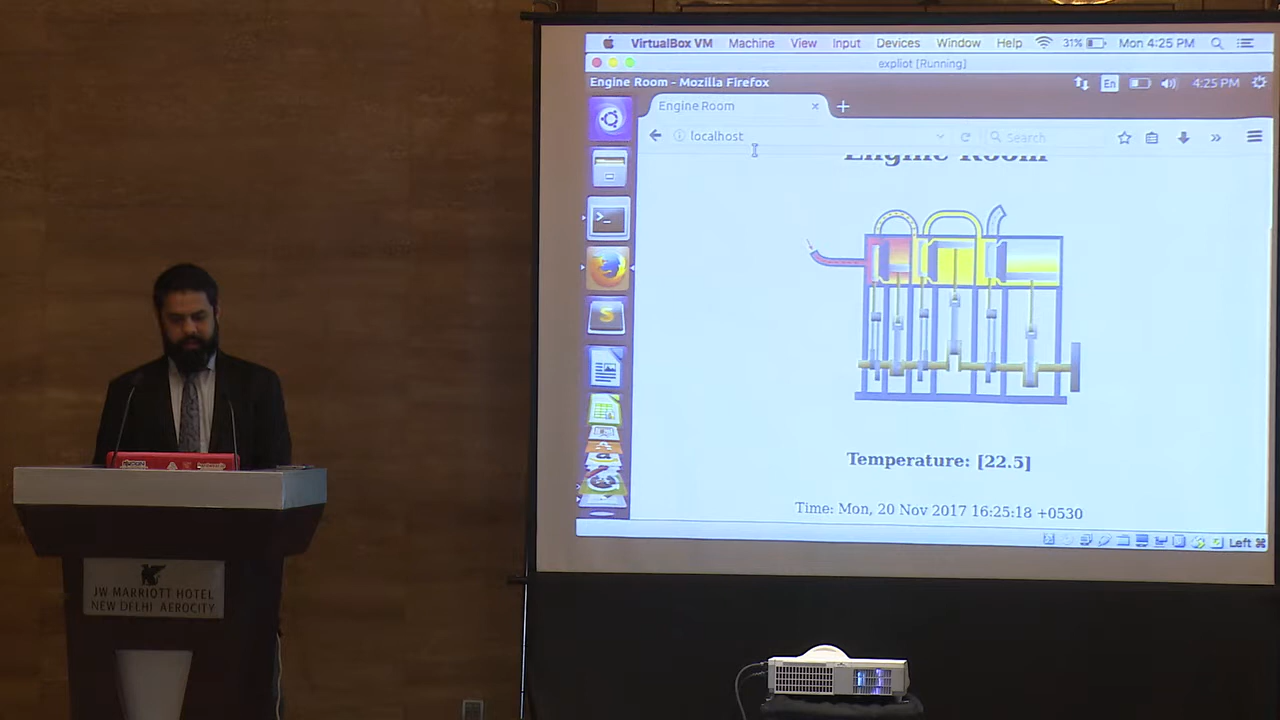 VirtualBox VM Machine View Input Devices Window Help 31% Mon 4:25 PM
expliot [Running]
Engine Room - Mozilla Firefox En 4:25 PM
Engine Room
localhost Search
Engine Room
Temperature: [22.5]
Time: Mon, 20 Nov 2017 16:25:18 +0530
Left ⌘
JW MARRIOTT HOTEL
NEW DELHI AEROCITY